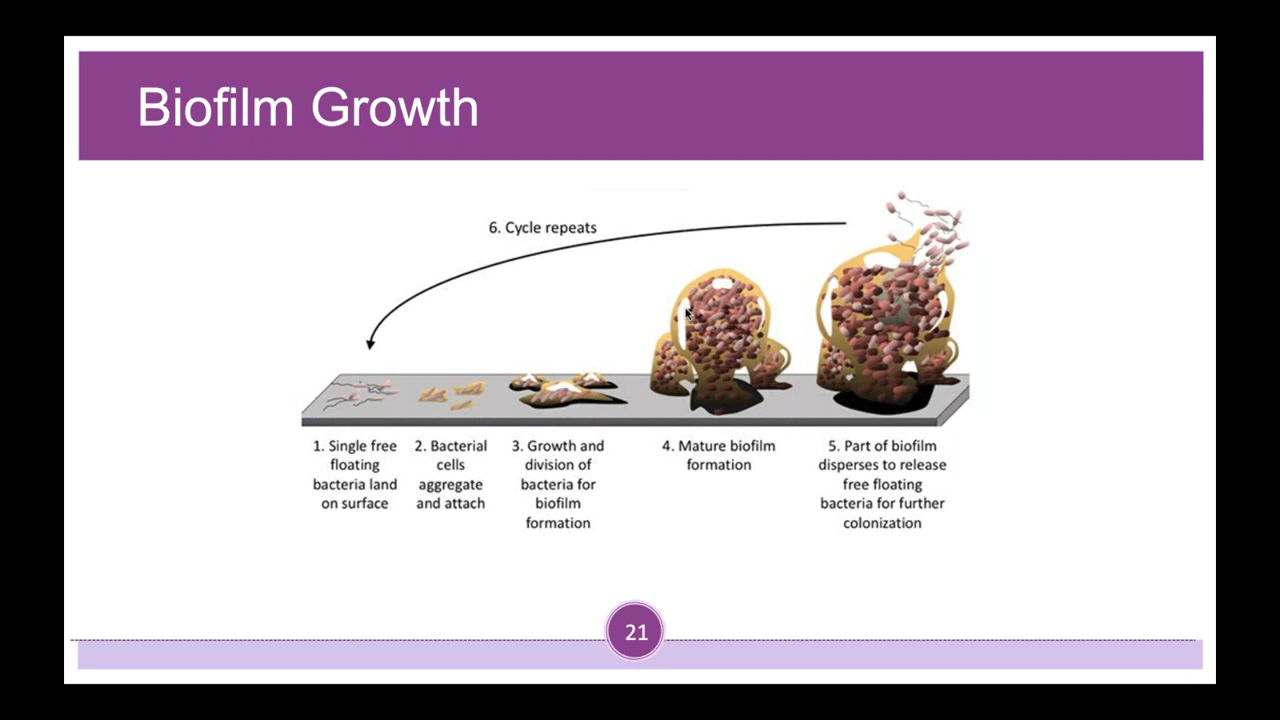 Biofilm Growth
6. Cycle repeats
1. Single free
floating
bacteria land
on surface
2. Bacterial
cells
aggregate
and attach
3. Growth and
division of
bacteria for
biofilm
formation
4. Mature biofilm
formation
5. Part of biofilm
disperses to release
free floating
bacteria for further
colonization
21